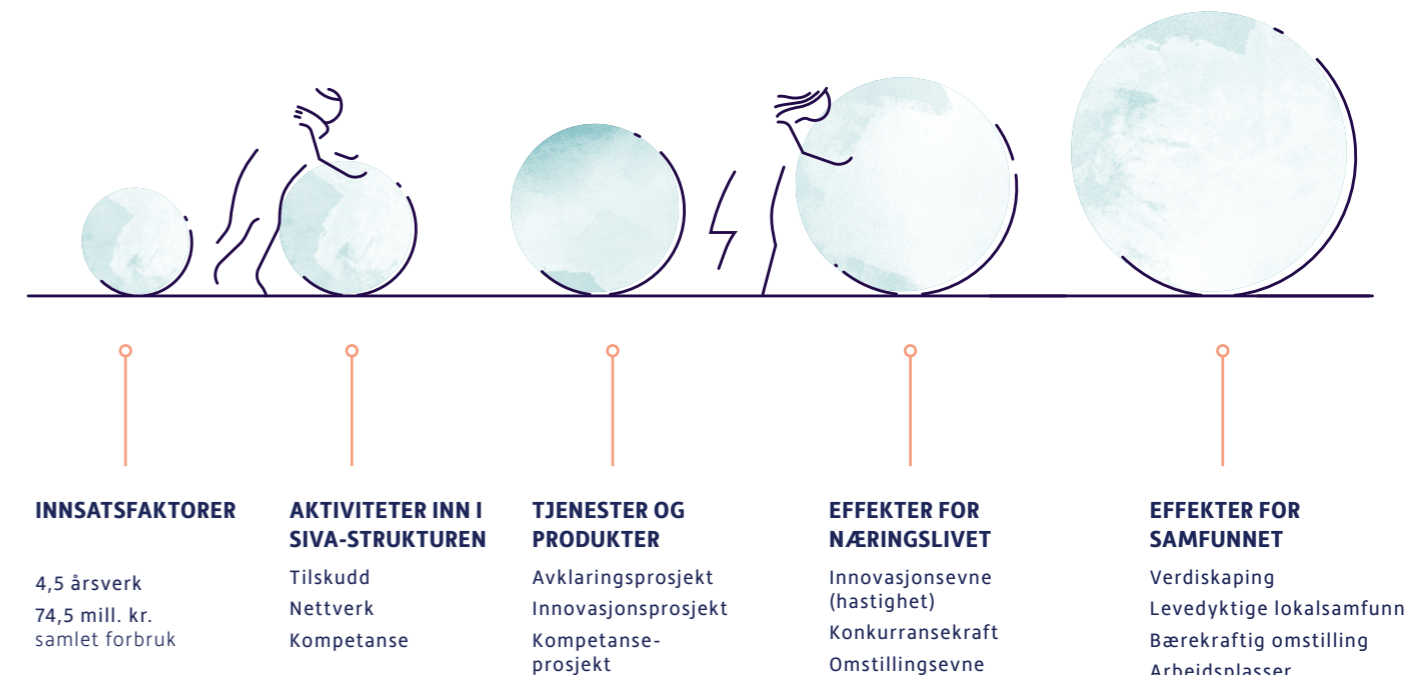 INNSATSFAKTORER
4,5 årsverk
74,5 mill. kr.
samlet forbruk
AKTIVITETER INN I
SIVA-STRUKTUREN
Tilskudd
Nettverk
Kompetanse
TJENESTER OG
PRODUKTER
Avklaringsprosjekt
Innovasjonsprosjekt
Kompetanse-
prosjekt
EFFEKTER FOR
NÆRINGSLIVET
Innovasjonsevne
(hastighet)
Konkurransekraft
Omstillingsevne
EFFEKTER FOR
SAMFUNNET
Verdiskaping
Levedyktige lokalsamfunn
Bærekraftig omstilling
Arbeidsplasser